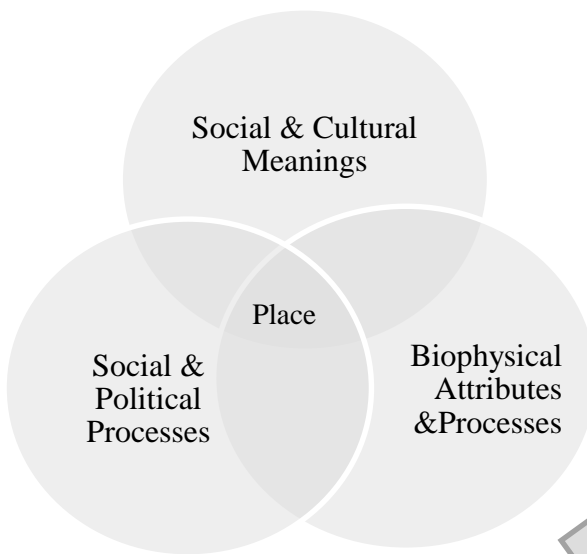 Social & Cultural
Meanings
Place
Social &
Political
Processes
Biophysical
Attributes
&Processes